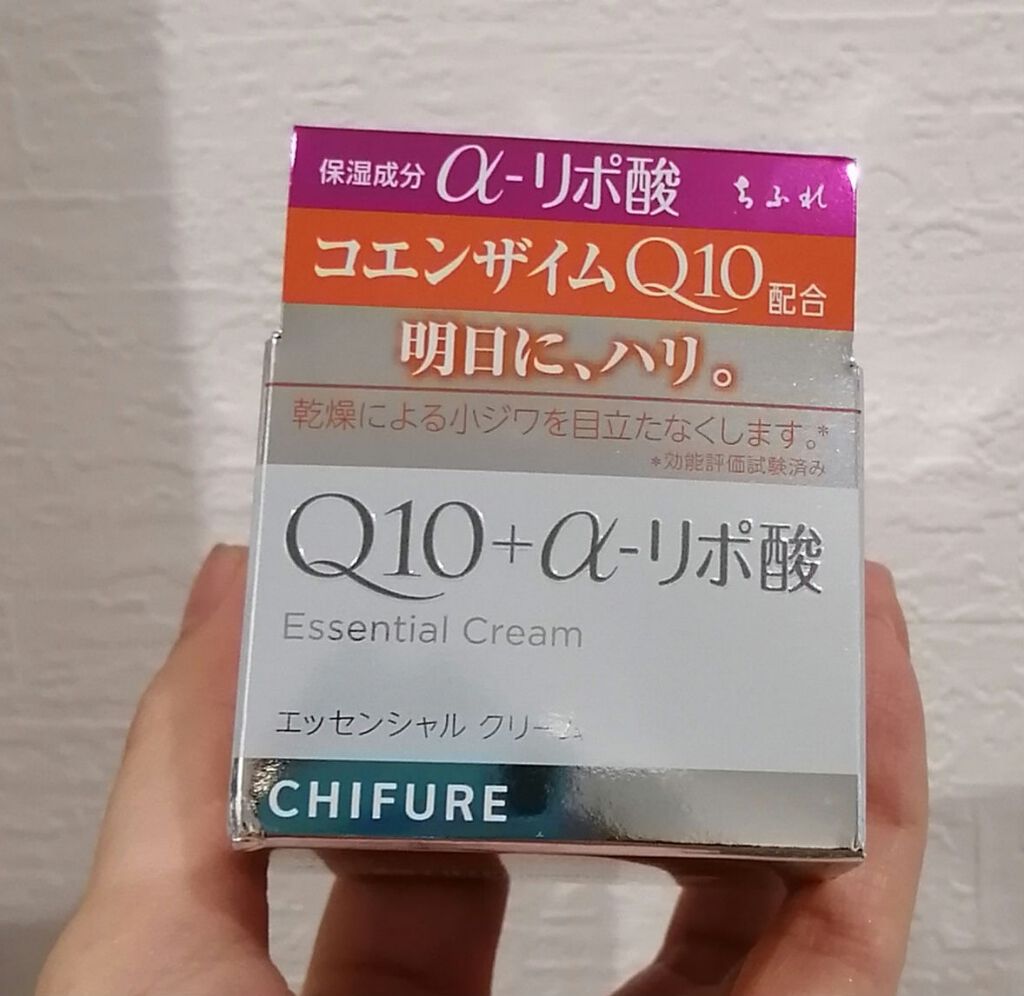 保湿成分 α-リポ酸 ちふれ
コエンザイムQ10配合
明日に、ハリ。
乾燥による小ジワを目立たなくします。*
*効能評価試験済み
Q10+α-リポ酸
Essential Cream
エッセンシャル クリーム
CHIFURE